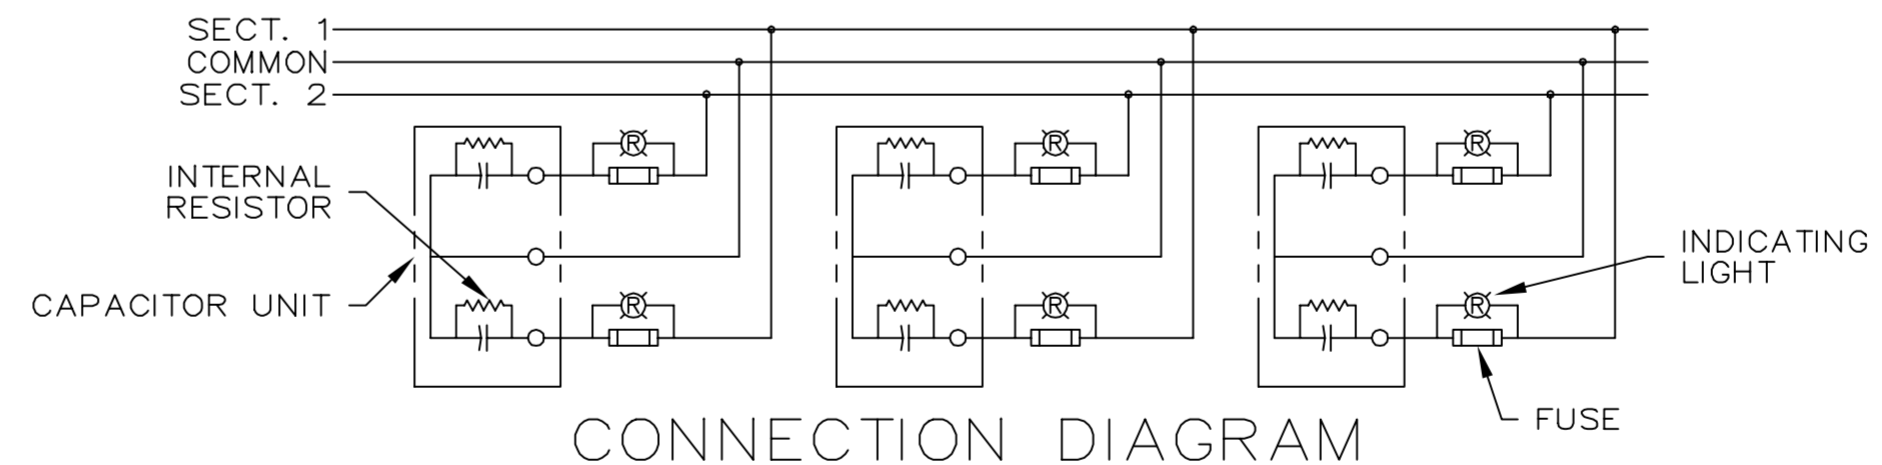 SECT. 1
COMMON
SECT. 2
R
R
R
INTERNAL
RESISTOR
INDICATING
LIGHT
CAPACITOR UNIT
R
R
R
FUSE
CONNECTION DIAGRAM